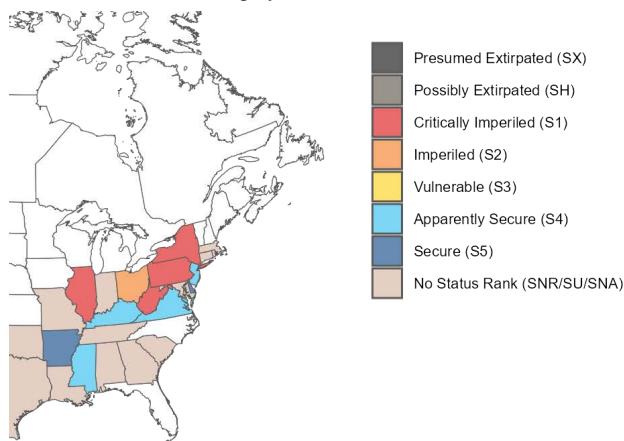 Presumed Extirpated (SX)
Possibly Extirpated (SH)
Critically Imperiled (S1)
Imperiled (S2)
Vulnerable (S3)
Apparently Secure (S4)
Secure (S5)
No Status Rank (SNR/SU/SNA)